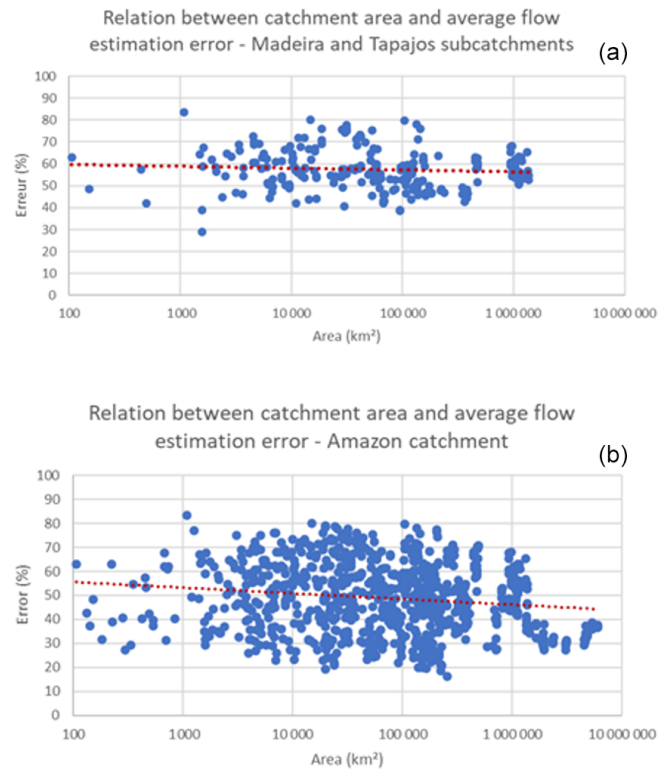 Relation between catchment area and average flow
estimation error - Madeira and Tapajos subcatchments
(a)
100
90
80
70
60
50
40
30
20
10
0
Erreur (%)
100 1000 10 000 100 000 1 000 000 10 000 000
Area (km²)
Relation between catchment area and average flow
estimation error - Amazon catchment
(b)
100
90
80
70
60
50
40
30
20
10
0
Error (%)
100 1000 10 000 100 000 1 000 000 10 000 000
Area (km²)